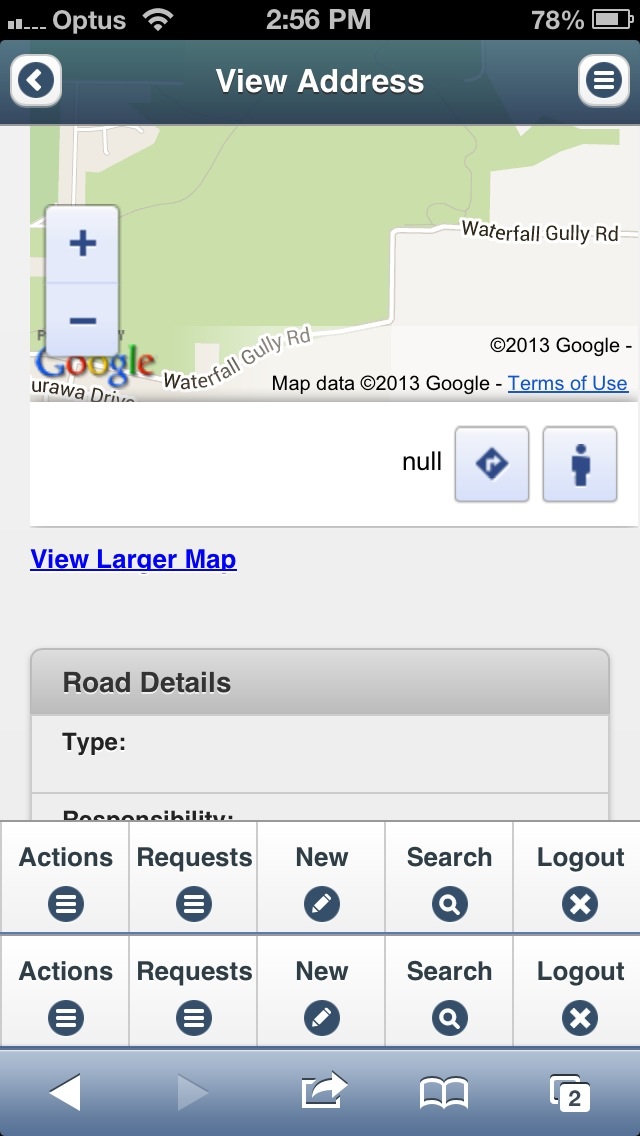 Optus 2:56 PM 78%
View Address
Waterfall Gully Rd
+
−
Google
Waterfall Gully Rd
©2013 Google -
urawa Drive
Map data ©2013 Google - Terms of Use
null
View Larger Map
Road Details
Type:
Responsibility:
Actions Requests New Search Logout
Actions Requests New Search Logout
2